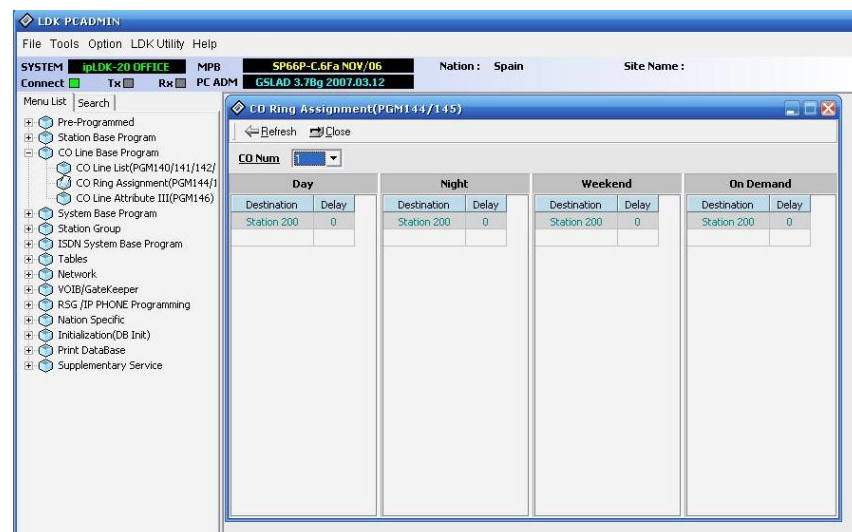 LDK PCADMIN
File Tools Option LDK Utility Help
SYSTEM ipLDK-20 OFFICE MPB SP66P-C.6Fa NOV/06 Nation : Spain Site Name :
Connect Tx Rx PC ADM GSLAD 3.7Bg 2007.03.12
Menu List Search
Pre-Programmed
Station Base Program
CO Line Base Program
CO Line List(PGM140/141/142/
CO Ring Assignment(PGM144/1
CO Line Attribute III(PGM146)
System Base Program
Station Group
ISDN System Base Program
Tables
Network
VOIB/GateKeeper
RSG /IP PHONE Programming
Nation Specific
Initialization(DB Init)
Print DataBase
Supplementary Service
CO Ring Assignment(PGM144/145)
Refresh Close
CO Num 1
Day Night Weekend On Demand
Destination Delay Destination Delay Destination Delay Destination Delay
Station 200 0 Station 200 0 Station 200 0 Station 200 0